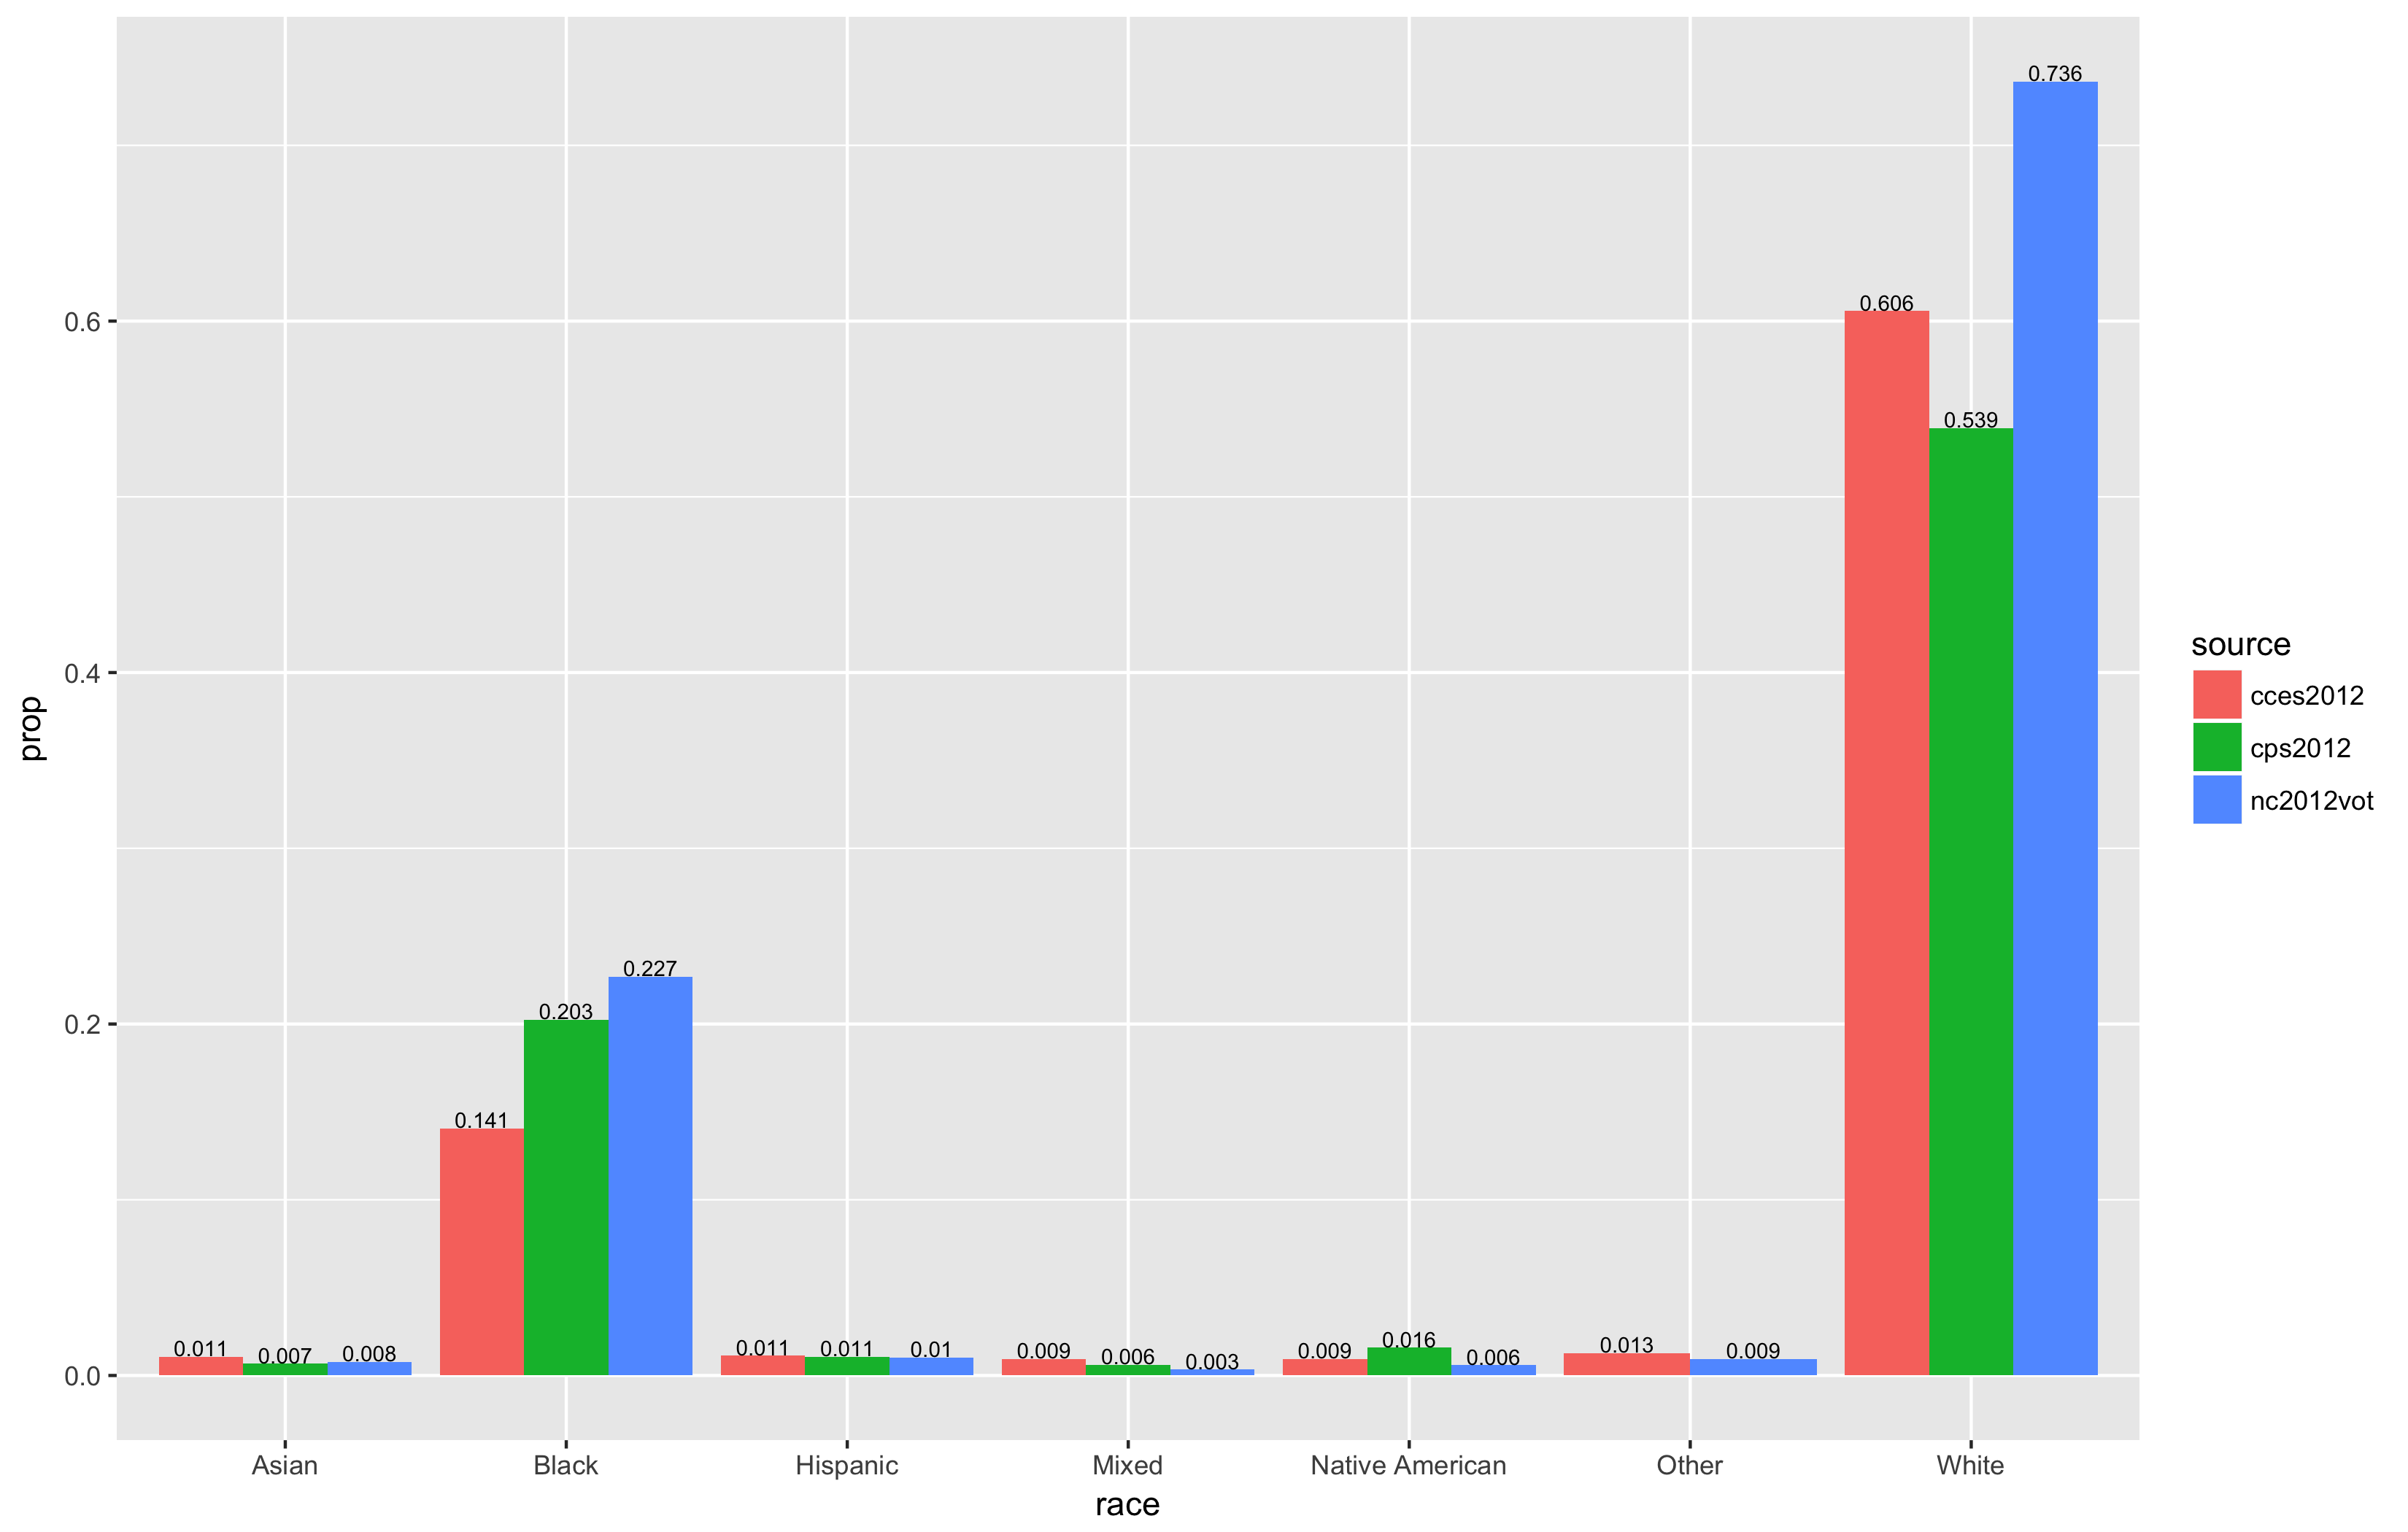 0.736
0.606
0.6
0.539
source
0.4
cces2012
prop
cps2012
nc2012vot
0.227
0.203
0.2
0.141
0.011 0.007 0.008 0.011 0.011 0.01 0.009 0.006 0.003 0.009 0.016 0.006 0.013 0.009
0.0
Asian Black Hispanic Mixed Native American Other White
race